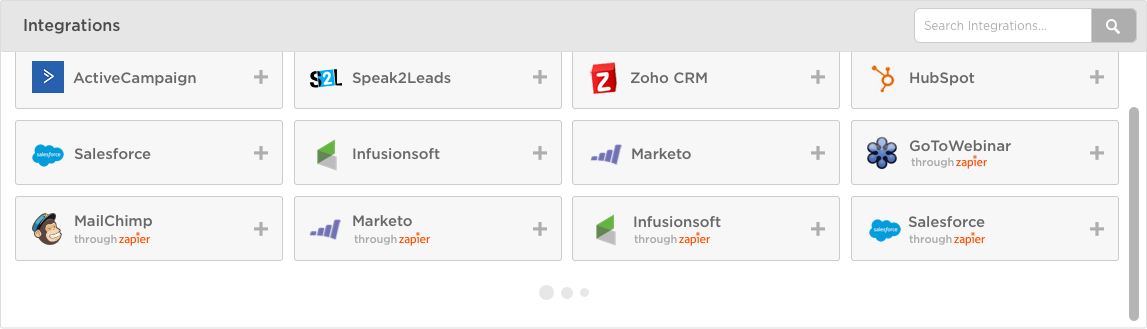 Integrations
Search Integrations...
ActiveCampaign
S2L
Speak2Leads
Z
Zoho CRM
HubSpot
salesforce
Salesforce
Infusionsoft
Marketo
GoToWebinar
through zapier
MailChimp
through zapier
Marketo
through zapier
Infusionsoft
through zapier
salesforce
Salesforce
through zapier